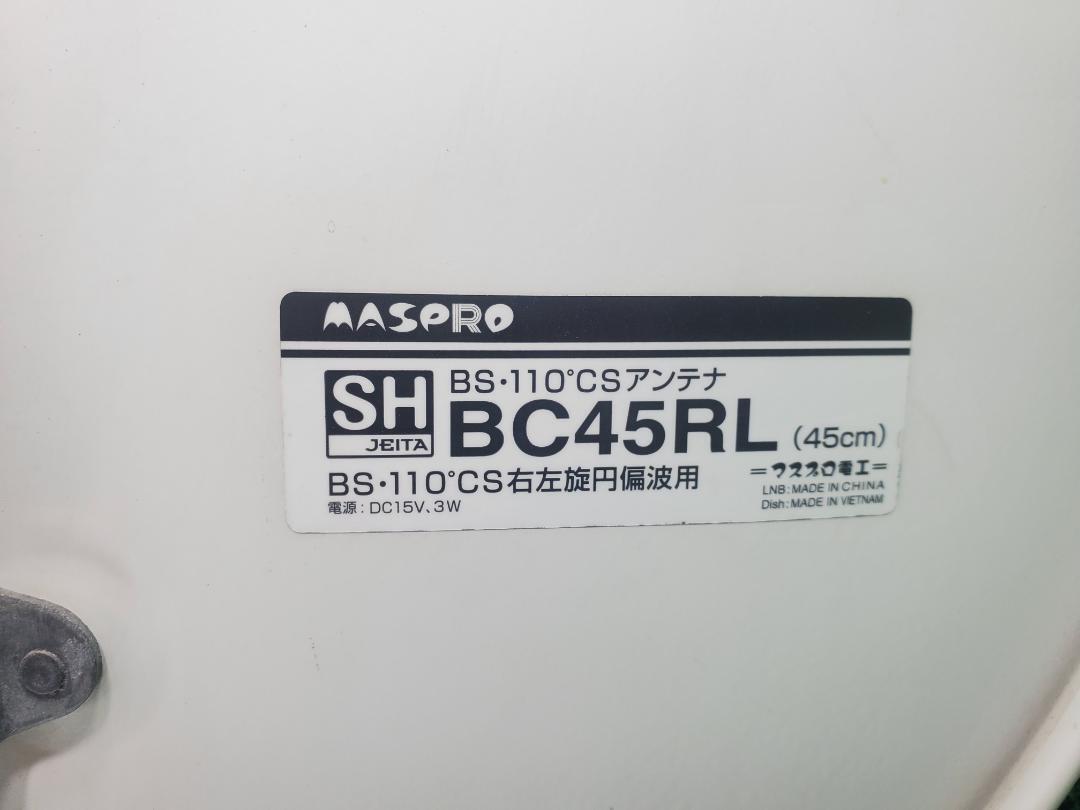 MASPRO
SH
JEITA
BS・110°CSアンテナ
BC45RL (45cm)
BS・110°CS右左旋円偏波用
電源：DC15V、3W
=マスプロ電工=
LNB:MADE IN CHINA
Dish:MADE IN VIETNAM